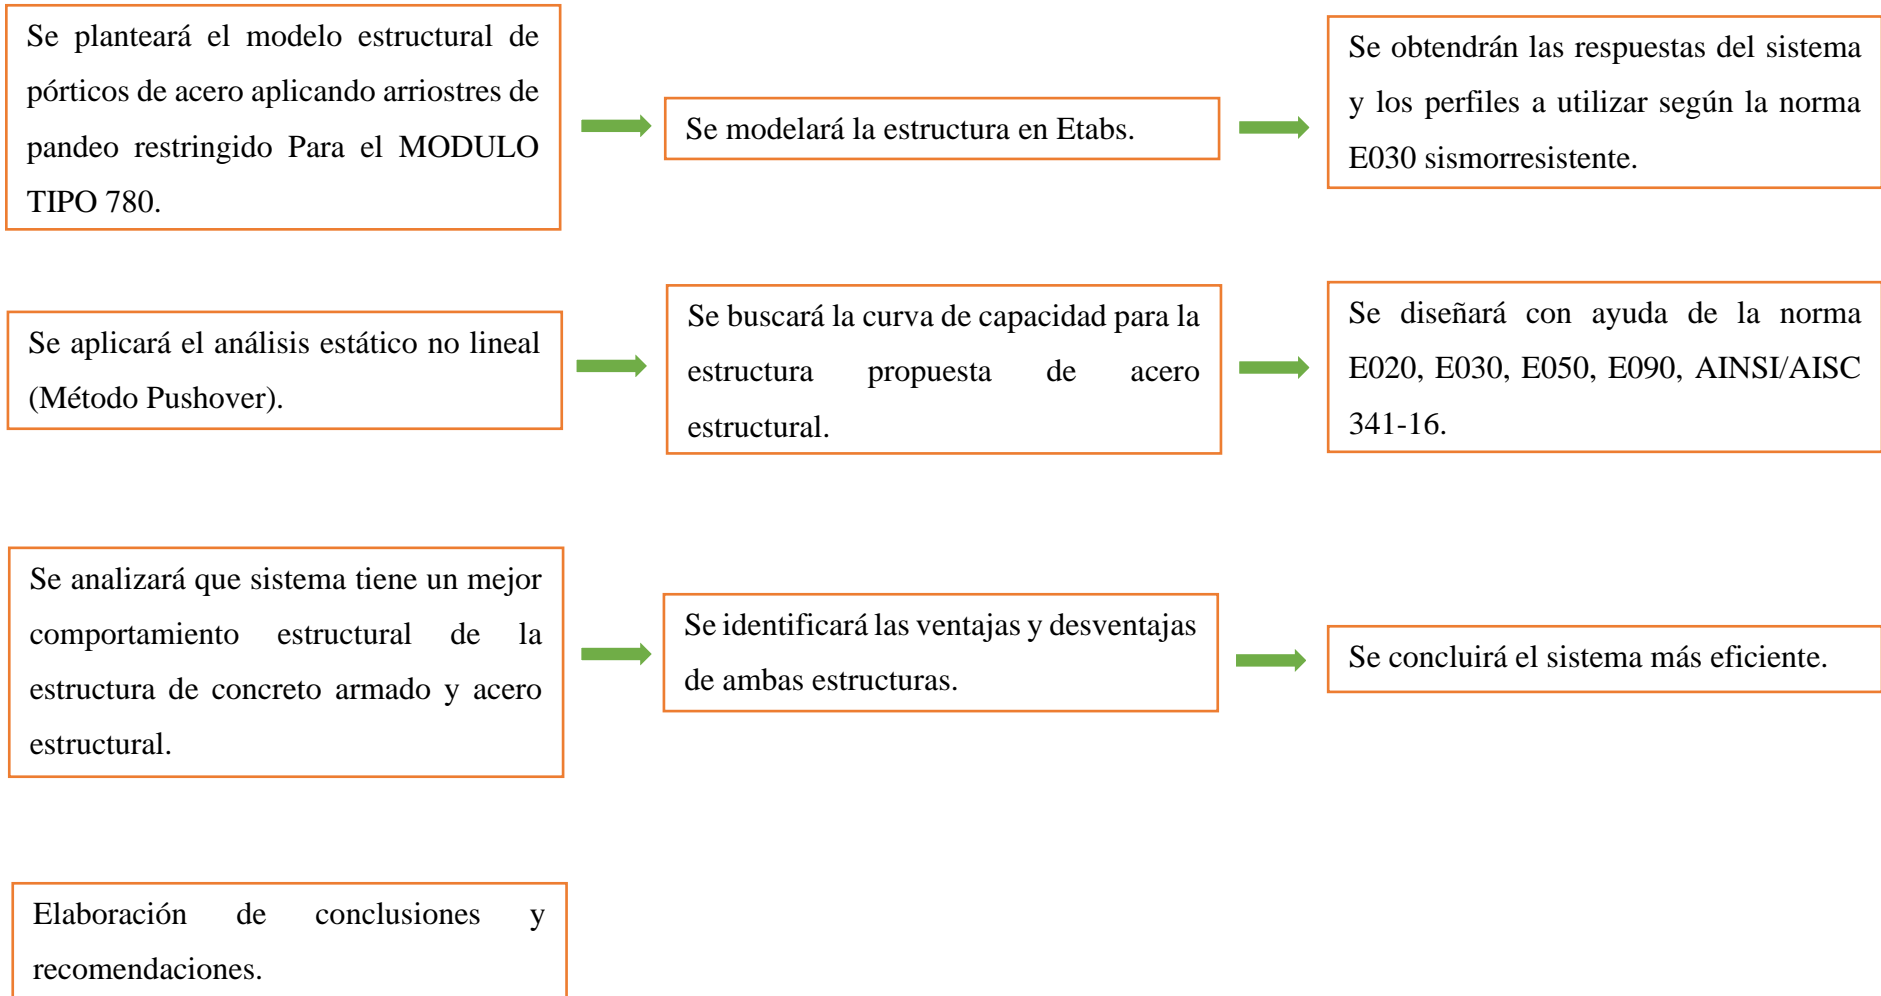 Se planteará el modelo estructural de
pórticos de acero aplicando arriostres de
pandeo restringido Para el MODULO
TIPO 780.
Se modelará la estructura en Etabs.
Se obtendrán las respuestas del sistema
y los perfiles a utilizar según la norma
E030 sismorresistente.
Se aplicará el análisis estático no lineal
(Método Pushover).
Se buscará la curva de capacidad para la
estructura propuesta de acero
estructural.
Se diseñará con ayuda de la norma
E020, E030, E050, E090, AINSI/AISC
341-16.
Se analizará que sistema tiene un mejor
comportamiento estructural de la
estructura de concreto armado y acero
estructural.
Se identificará las ventajas y desventajas
de ambas estructuras.
Se concluirá el sistema más eficiente.
Elaboración de conclusiones y
recomendaciones.